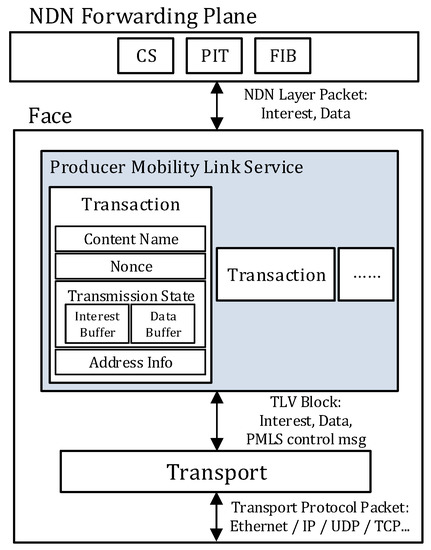 NDN Forwarding Plane
CS
PIT
FIB
NDN Layer Packet:
Interest, Data
Face
Producer Mobility Link Service
Transaction
Content Name
Nonce
Transmission State
Interest
Buffer
Data
Buffer
Address Info
Transaction
......
TLV Block:
Interest, Data,
PMLS control msg
Transport
Transport Protocol Packet:
Ethernet / IP / UDP / TCP...